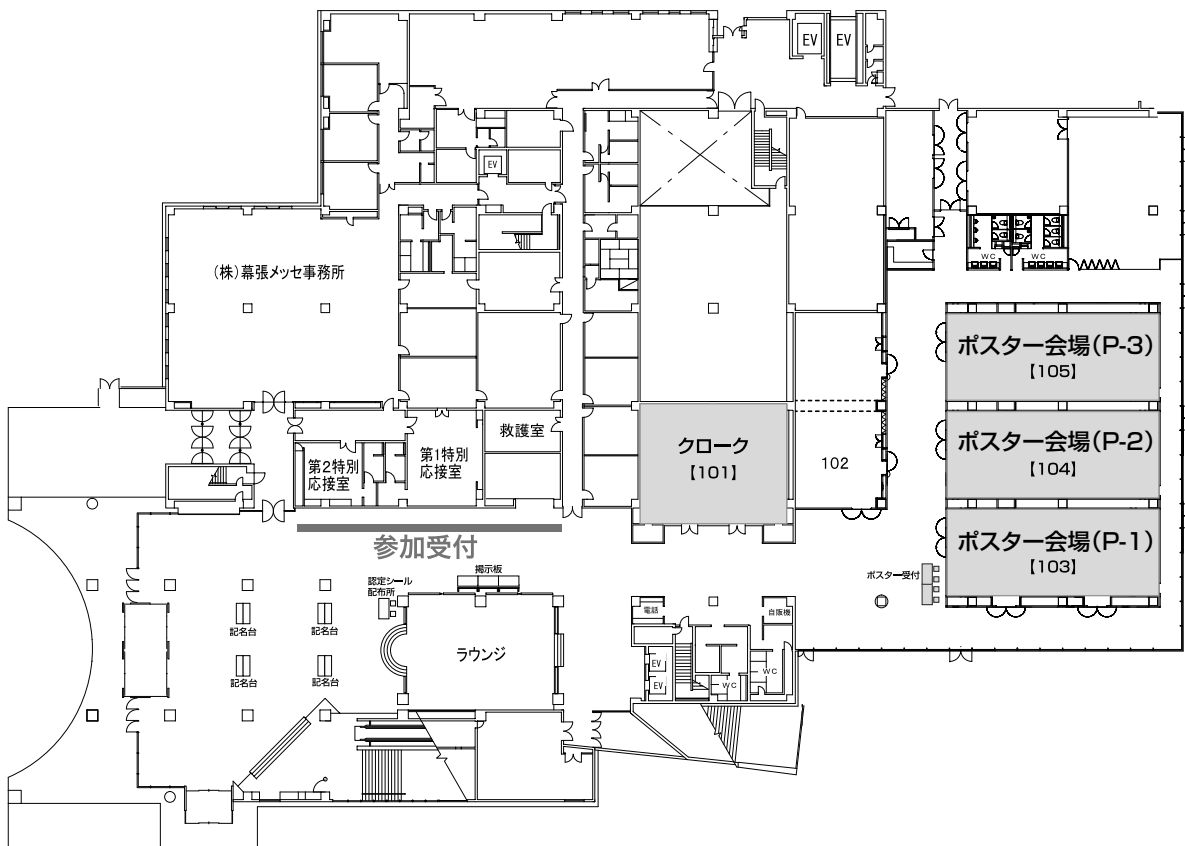 EV
EV
EV
WC
WC
(株)幕張メッセ事務所
ポスター会場(P-3)
【105】
救護室
クローク
【101】
第1特別
応接室
第2特別
応接室
102
ポスター会場(P-2)
【104】
参加受付
ポスター会場(P-1)
【103】
ポスター受付
掲示板
認定シール
配布所
記名台
記名台
ラウンジ
電話
自販機
記名台
記名台
EV
EV
WC
WC